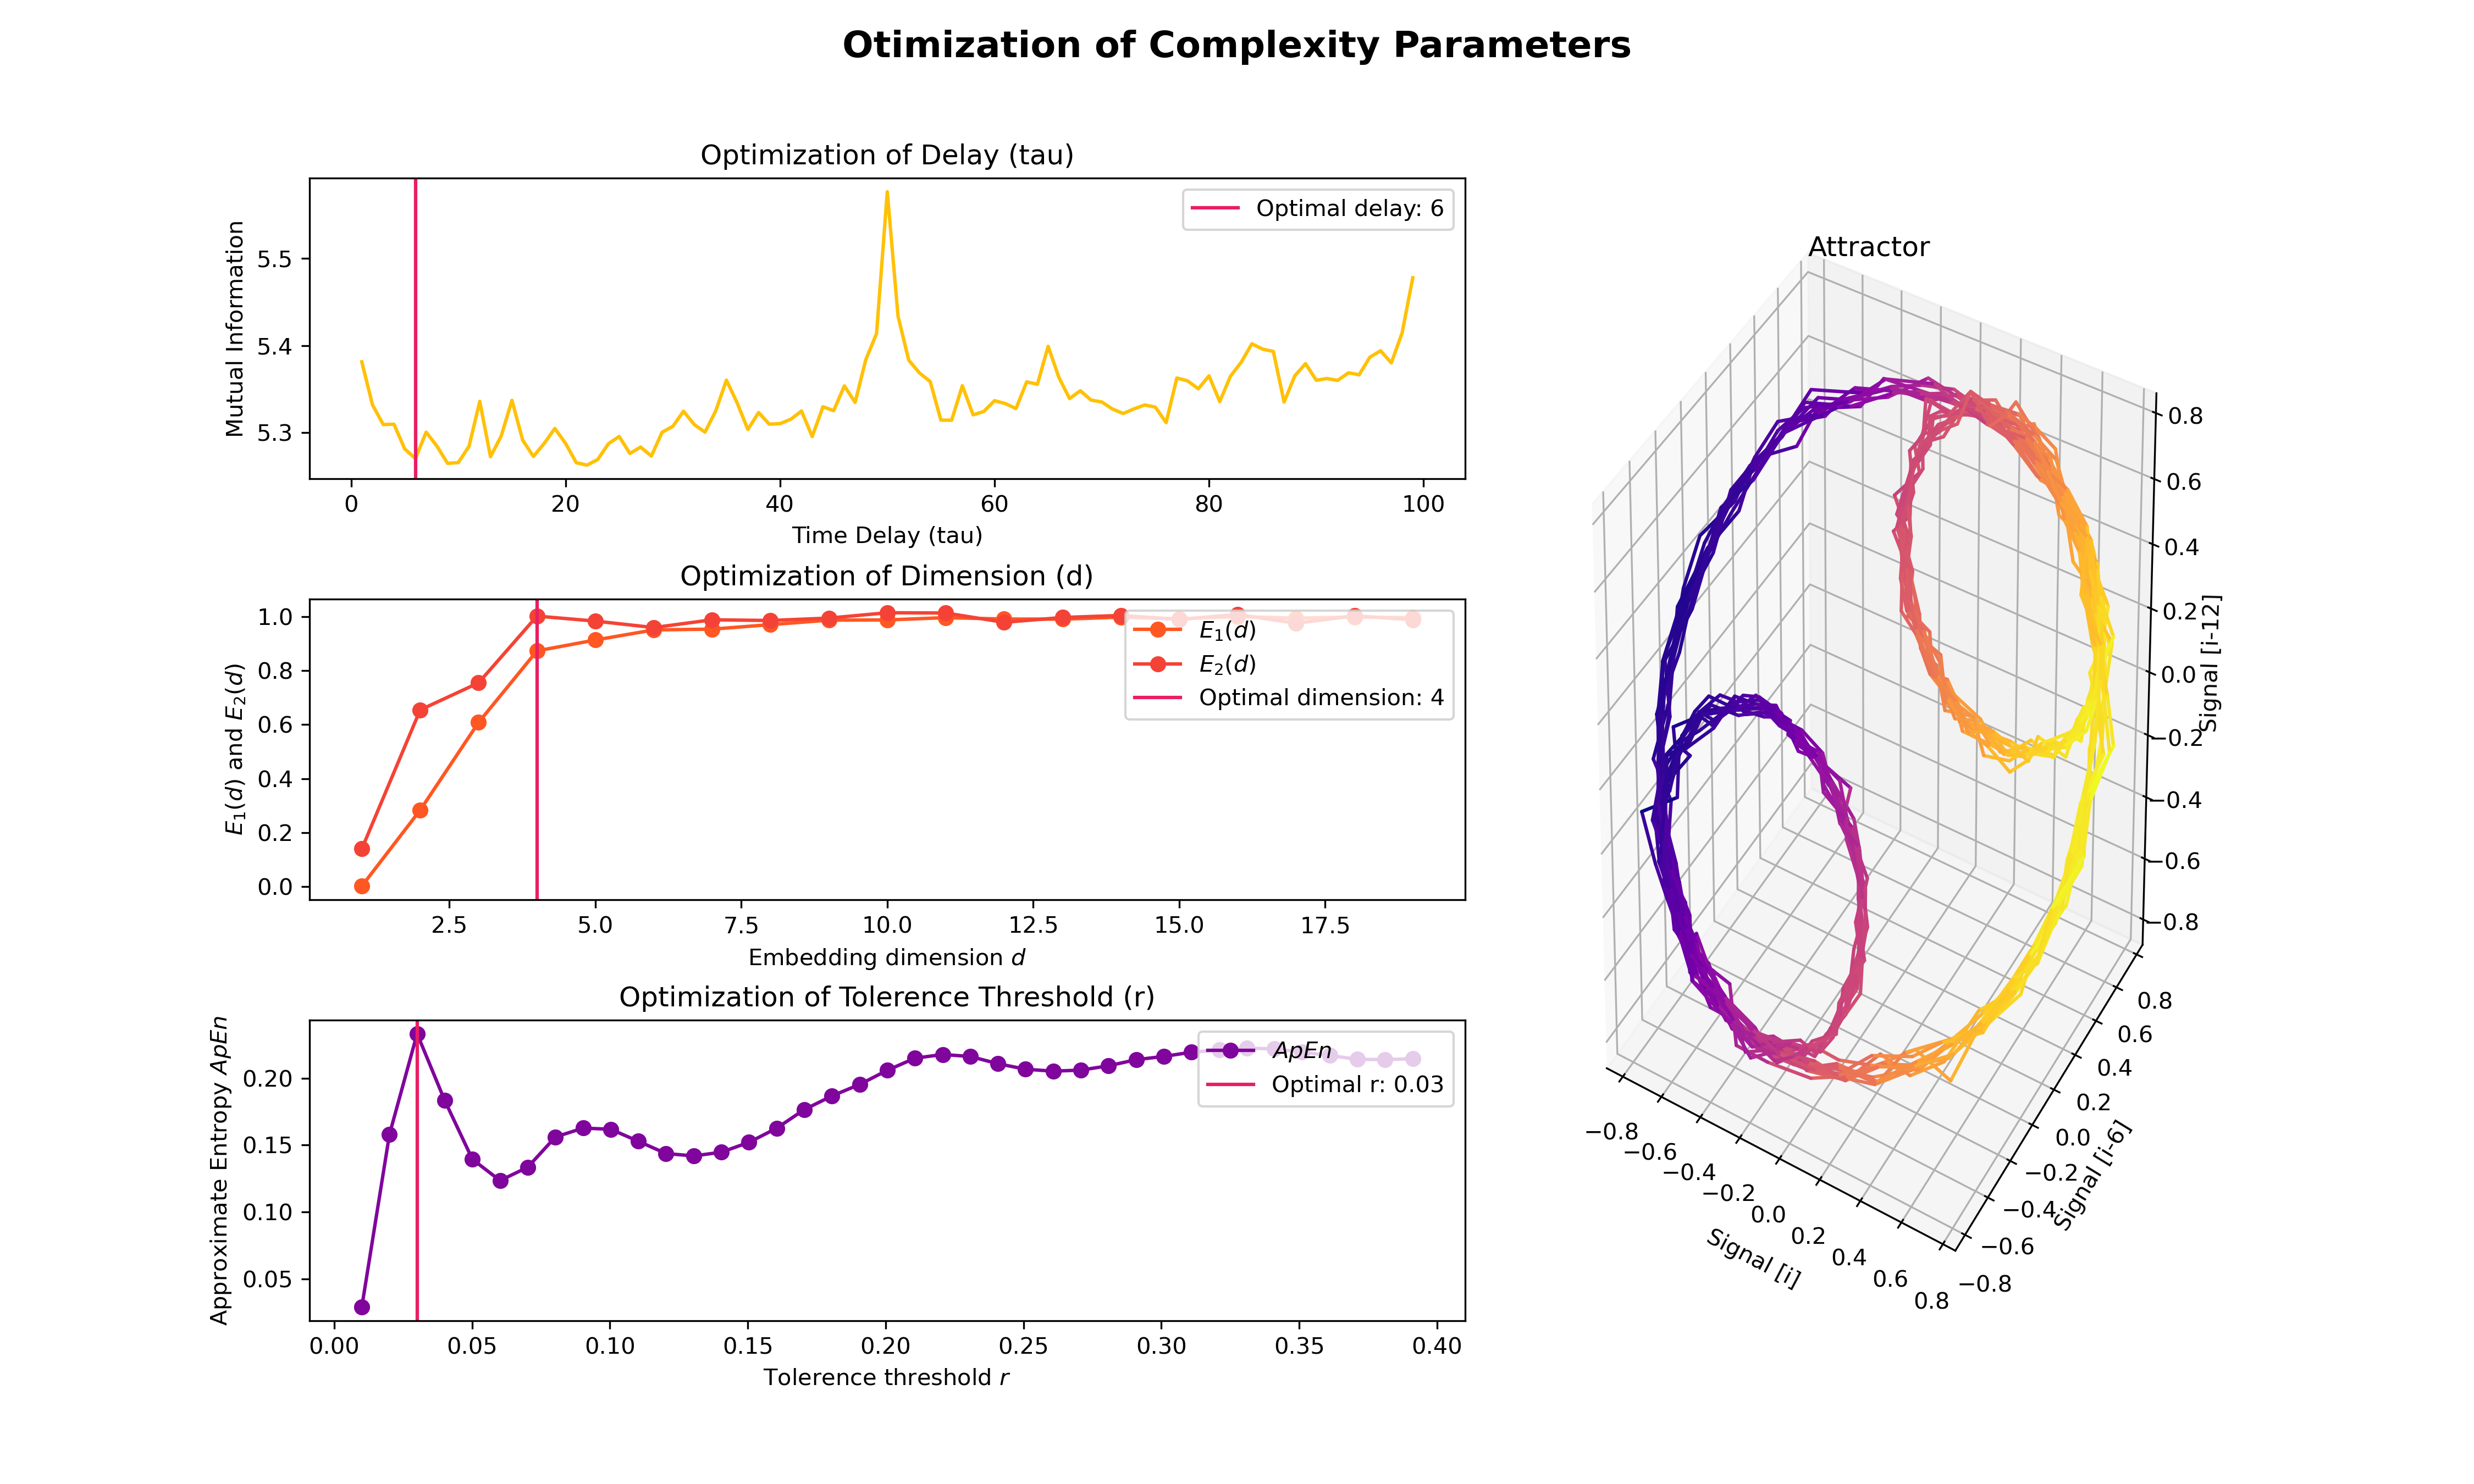 Otimization of Complexity Parameters
Optimization of Delay (tau)
Mutual Information
5.5
5.4
5.3
Optimal delay: 6
0 20 40 60 80 100
Time Delay (tau)
Optimization of Dimension (d)
E1(d) and E2(d)
1.0
0.8
0.6
0.4
0.2
0.0
E1(d)
E2(d)
Optimal dimension: 4
2.5 5.0 7.5 10.0 12.5 15.0 17.5
Embedding dimension d
Optimization of Tolerence Threshold (r)
Approximate Entropy ApEn
0.20
0.15
0.10
0.05
ApEn
Optimal r: 0.03
0.00 0.05 0.10 0.15 0.20 0.25 0.30 0.35 0.40
Tolerence threshold r
Attractor
0.8
0.6
0.4
0.2
0.0
−0.2
−0.4
−0.6
−0.8
Signal [i-12]
0.8
0.6
0.4
0.2
0.0
−0.2
−0.4
−0.6
−0.8
Signal [i-6]
−0.8
−0.6
−0.4
−0.2
0.0
0.2
0.4
0.6
0.8
Signal [i]